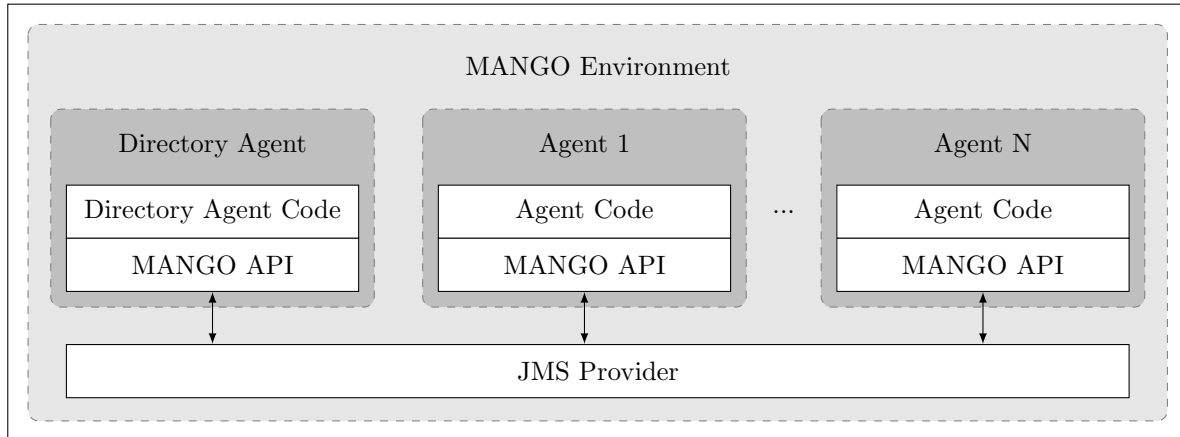 MANGO Environment
Directory Agent
Directory Agent Code
MANGO API
Agent 1
Agent Code
MANGO API
...
Agent N
Agent Code
MANGO API
JMS Provider